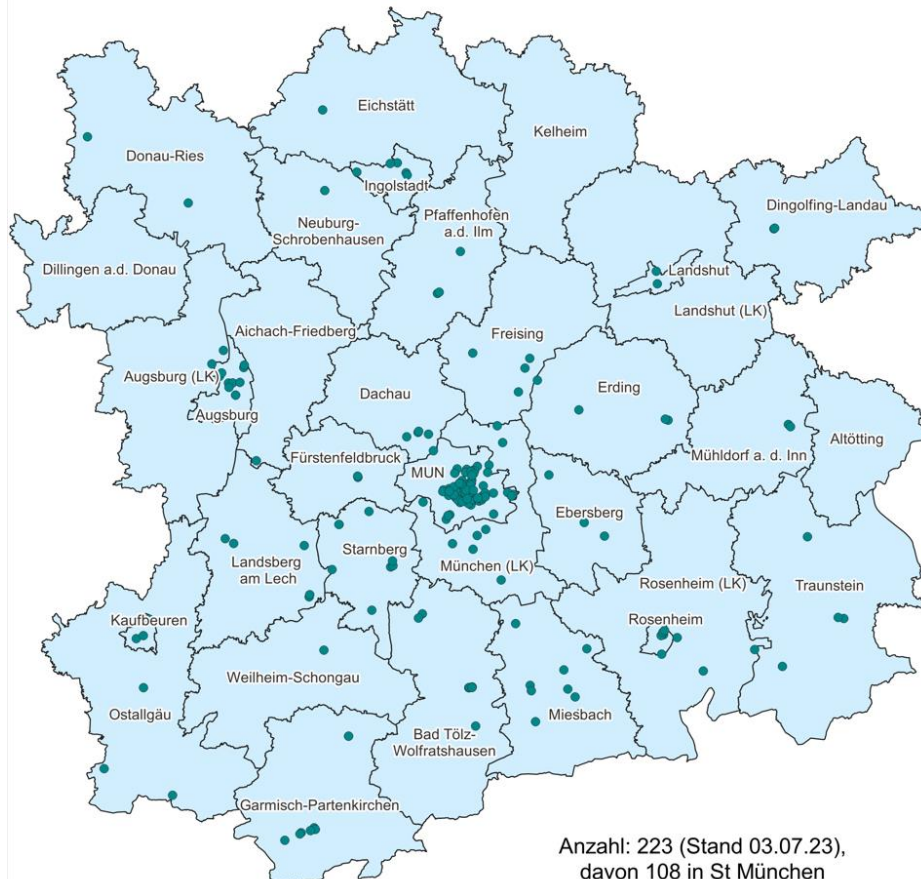 Eichstätt
Kelheim
Donau-Ries
Ingolstadt
Dingolfing-Landau
Neuburg-
Schrobenhausen
Pfaffenhofen
a.d. Ilm
Dillingen a.d. Donau
Landshut
Landshut (LK)
Aichach-Friedberg
Freising
Augsburg (LK)
Augsburg
Dachau
Erding
Mühldorf a. d. Inn
Altötting
Fürstenfeldbruck
MUN
Ebersberg
Landsberg
am Lech
Starnberg
München (LK)
Rosenheim (LK)
Traunstein
Kaufbeuren
Rosenheim
Weilheim-Schongau
Ostallgäu
Miesbach
Bad Tölz-
Wolfratshausen
Garmisch-Partenkirchen
Anzahl: 223 (Stand 03.07.23),
davon 108 in St München